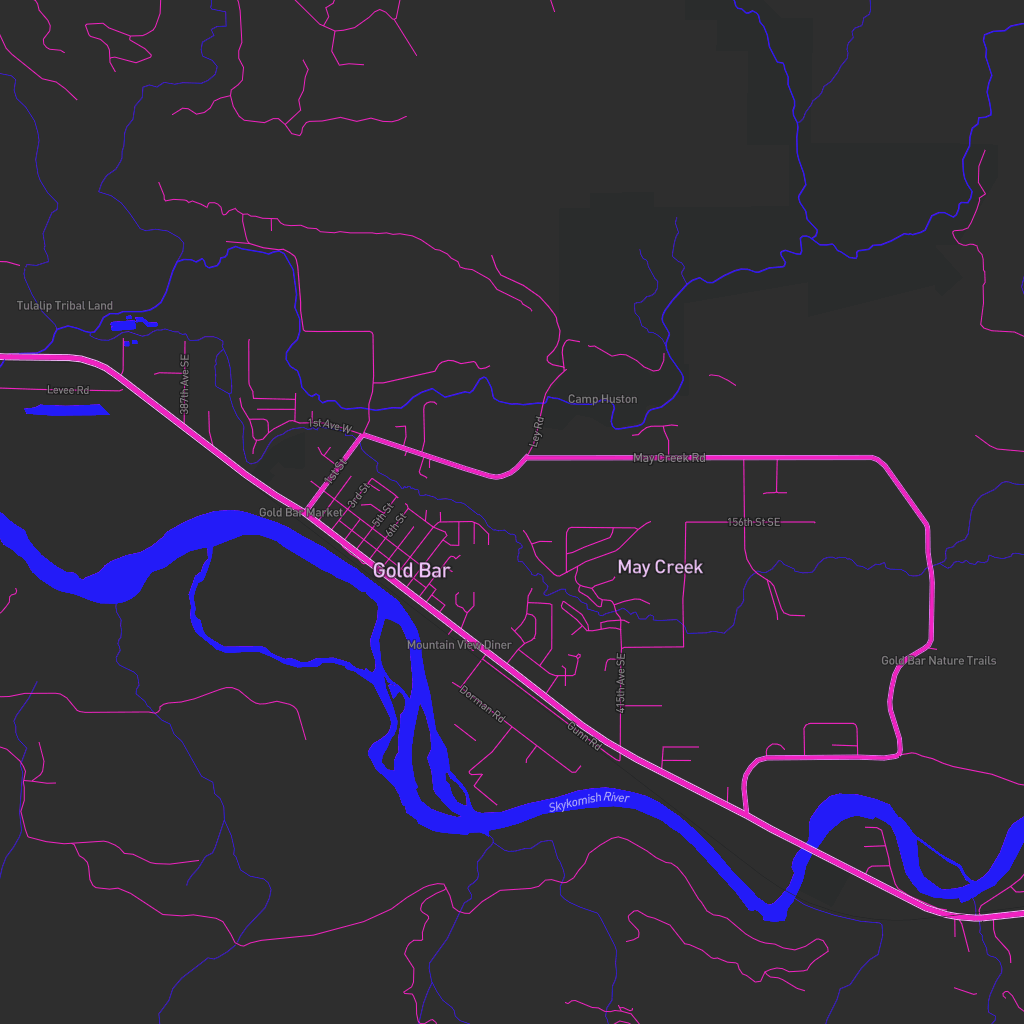 Tulalip Tribal Land
387th Ave SE
Levee Rd
Camp Huston
1st Ave W
Ley Rd
May Creek Rd
1st St
3rd St
Gold Bar Market
5th St
6th St
156th St SE
Gold Bar
May Creek
Mountain View Diner
Gold Bar Nature Trails
415th Ave SE
Dorman Rd
Gunn Rd
Skykomish River